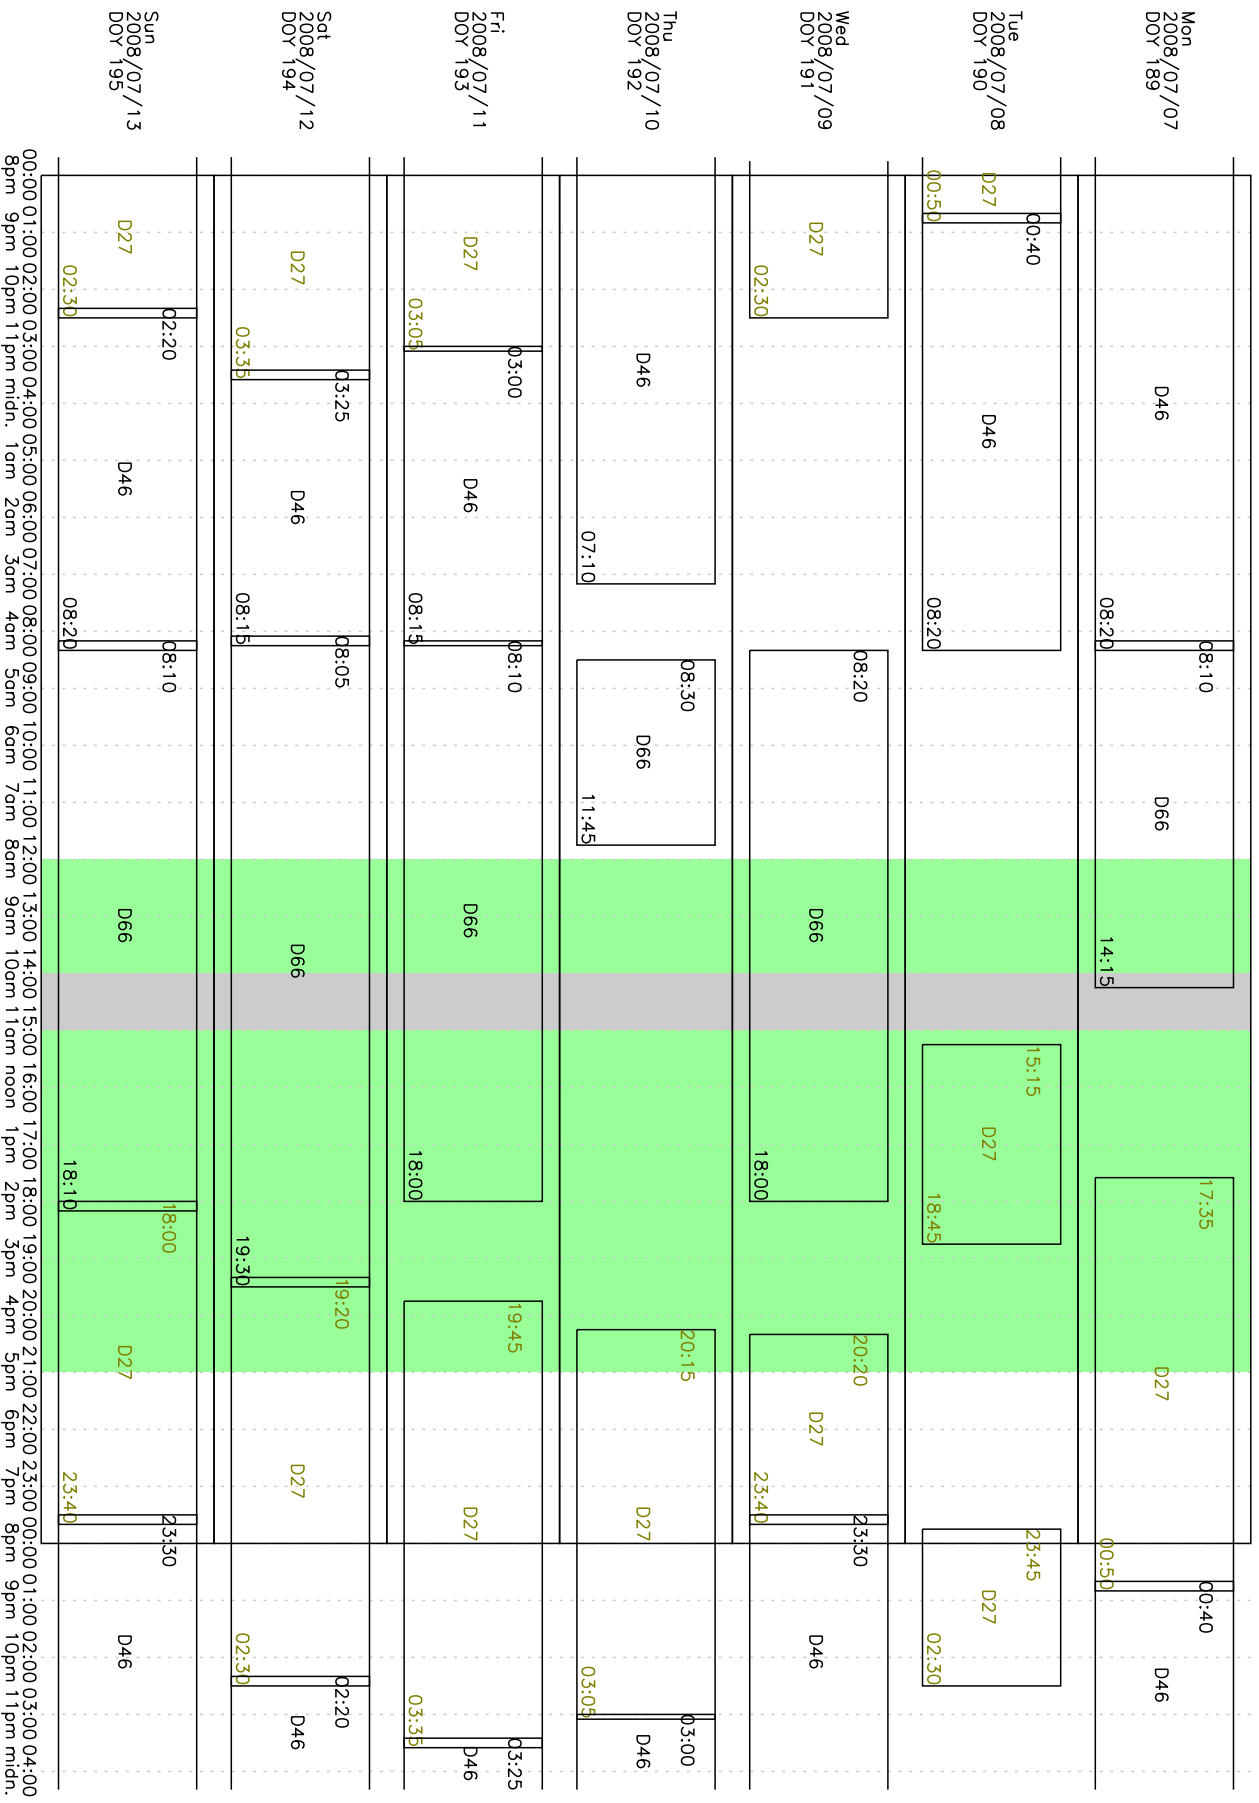 Mon
2008/07/07
DOY 189
D46
08:20
08:10
D66
14:15
17:35
D27
00:50
00:40
D46
Tue
2008/07/08
DOY 190
D27
00:50
00:40
D46
08:20
15:15
D27
18:45
23:45
D27
02:30
Wed
2008/07/09
DOY 191
D27
02:30
08:20
D66
18:00
20:20
D27
23:40
23:30
D46
Thu
2008/07/10
DOY 192
D46
07:10
08:30
D66
11:45
20:15
D27
03:05
03:00
D46
Fri
2008/07/11
DOY 193
D27
03:05
03:00
D46
08:15
08:10
D66
18:00
19:45
D27
03:35
03:25
D46
Sat
2008/07/12
DOY 194
D27
03:35
03:25
D46
08:15
08:05
D66
19:30
19:20
D27
02:30
02:20
D46
Sun
2008/07/13
DOY 195
D27
02:30
02:20
D46
08:20
08:10
D66
18:10
18:00
D27
23:40
23:30
D46
00:00 01:00 02:00 03:00 04:00 05:00 06:00 07:00 08:00 09:00 10:00 11:00 12:00 13:00 14:00 15:00 16:00 17:00 18:00 19:00 20:00 21:00 22:00 23:00 00:00 01:00 02:00 03:00 04:00
8pm 9pm 10pm 11pm midn. 1am 2am 3am 4am 5am 6am 7am 8am 9am 10am 11am noon 1pm 2pm 3pm 4pm 5pm 6pm 7pm 8pm 9pm 10pm 11pm midn.